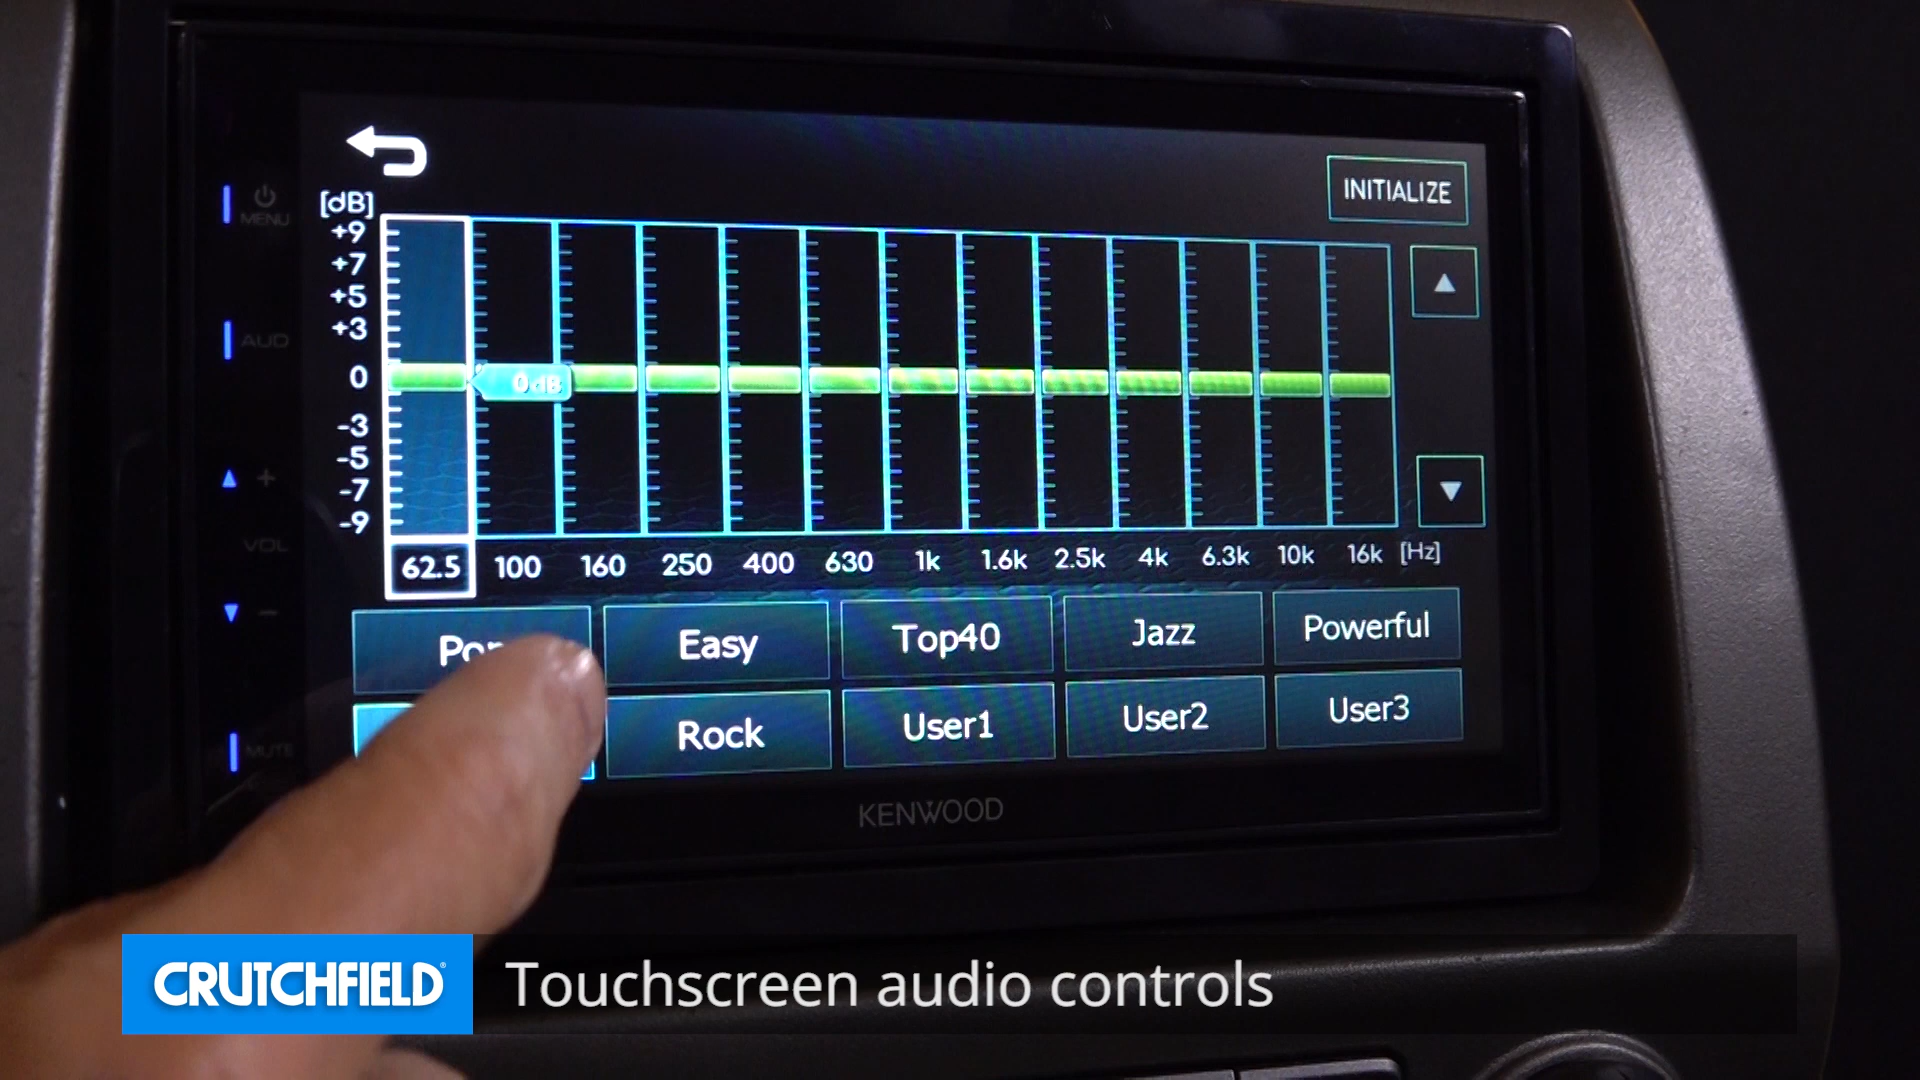 INITIALIZE
[dB]
+9
+7
+5
+3
0
-3
-5
-7
-9
0dB
62.5 100 160 250 400 630 1k 1.6k 2.5k 4k 6.3k 10k 16k [Hz]
Easy Top40 Jazz Powerful
Rock User1 User2 User3
MENU
AUD
+
VOL
-
MUTE
KENWOOD
CRUTCHFIELD® Touchscreen audio controls